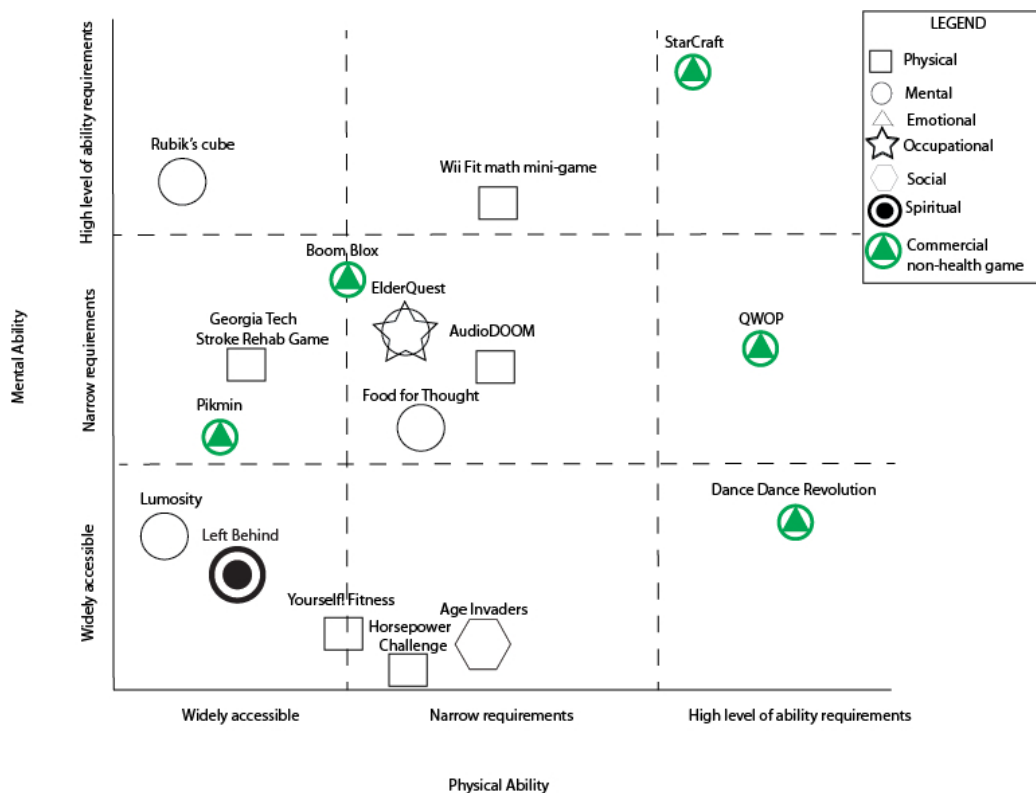 LEGEND
Physical
Mental
Emotional
Occupational
Social
Spiritual
Commercial
non-health game
StarCraft
Rubik's cube
Wii Fit math mini-game
Boom Blox
ElderQuest
Georgia Tech
Stroke Rehab Game
AudioDOOM
QWOP
Food for Thought
Pikmin
Dance Dance Revolution
Lumosity
Left Behind
Yourself! Fitness
Age Invaders
Horsepower
Challenge
Mental Ability
High level of ability requirements
Narrow requirements
Widely accessible
Widely accessible
Narrow requirements
High level of ability requirements
Physical Ability